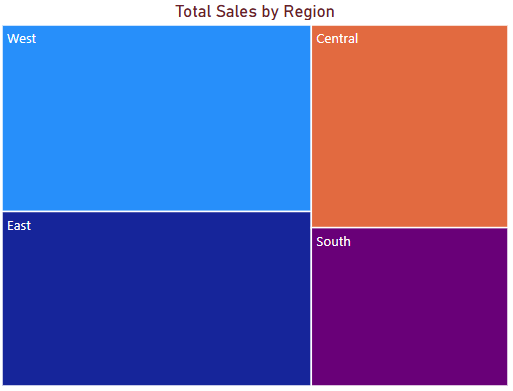 Total Sales by Region
West
Central
East
South